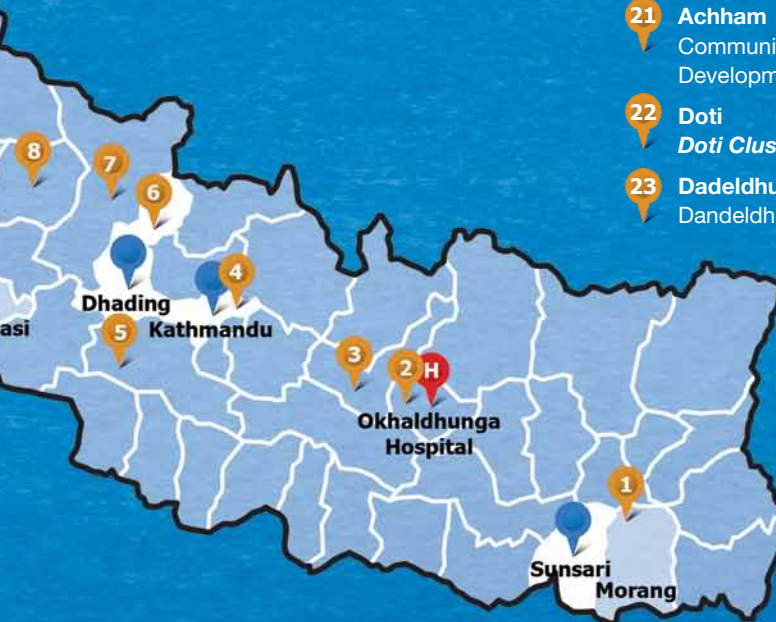 21 Achham
Communi
Developm
22 Doti
Doti Clus
23 Dadeldhu
Dandeldh
8
7
6
4
Dhading
asi
5
Kathmandu
3
2
H
Okhaldhunga
Hospital
1
Sunsari
Morang